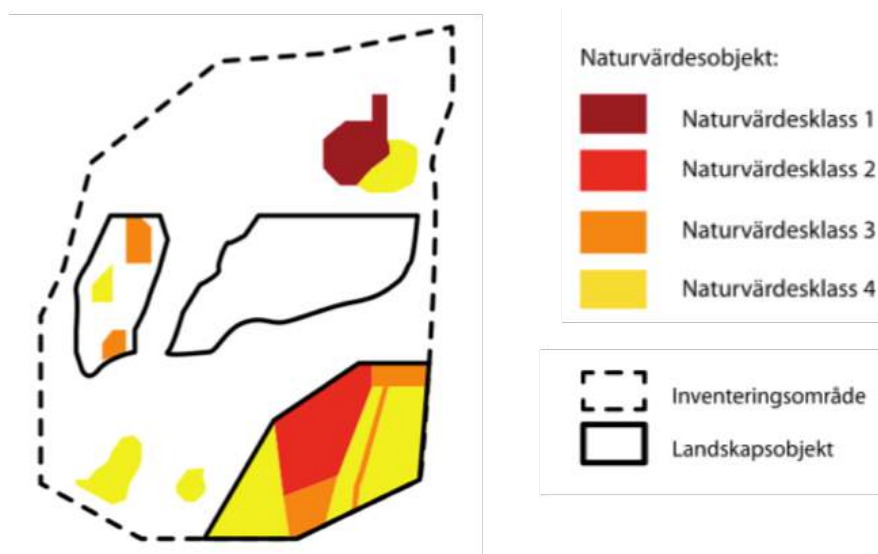 Naturvärdesobjekt:
Naturvärdesklass 1
Naturvärdesklass 2
Naturvärdesklass 3
Naturvärdesklass 4
Inventeringsområde
Landskapsobjekt